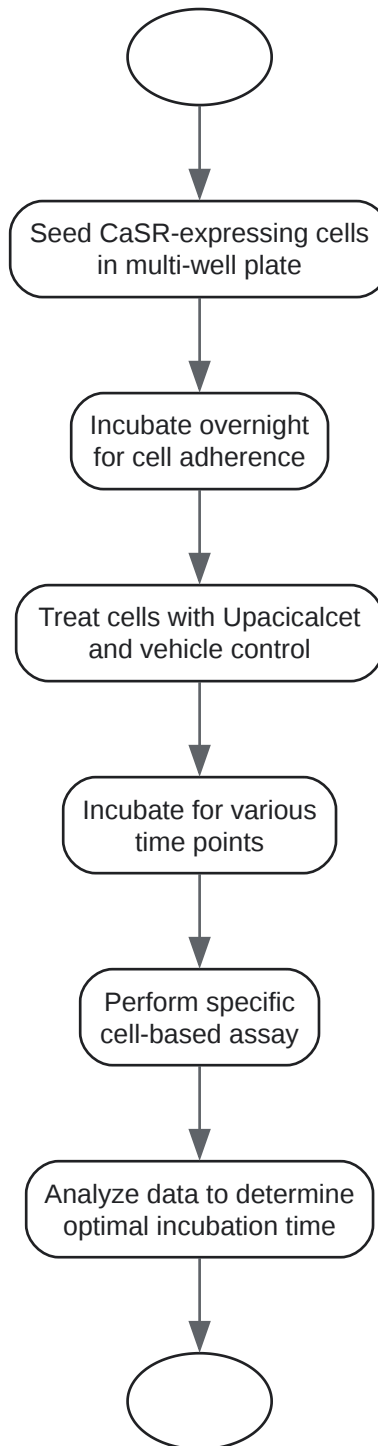 Seed CaSR-expressing cells
in multi-well plate
Incubate overnight
for cell adherence
Treat cells with Upacicalcet
and vehicle control
Incubate for various
time points
Perform specific
cell-based assay
Analyze data to determine
optimal incubation time